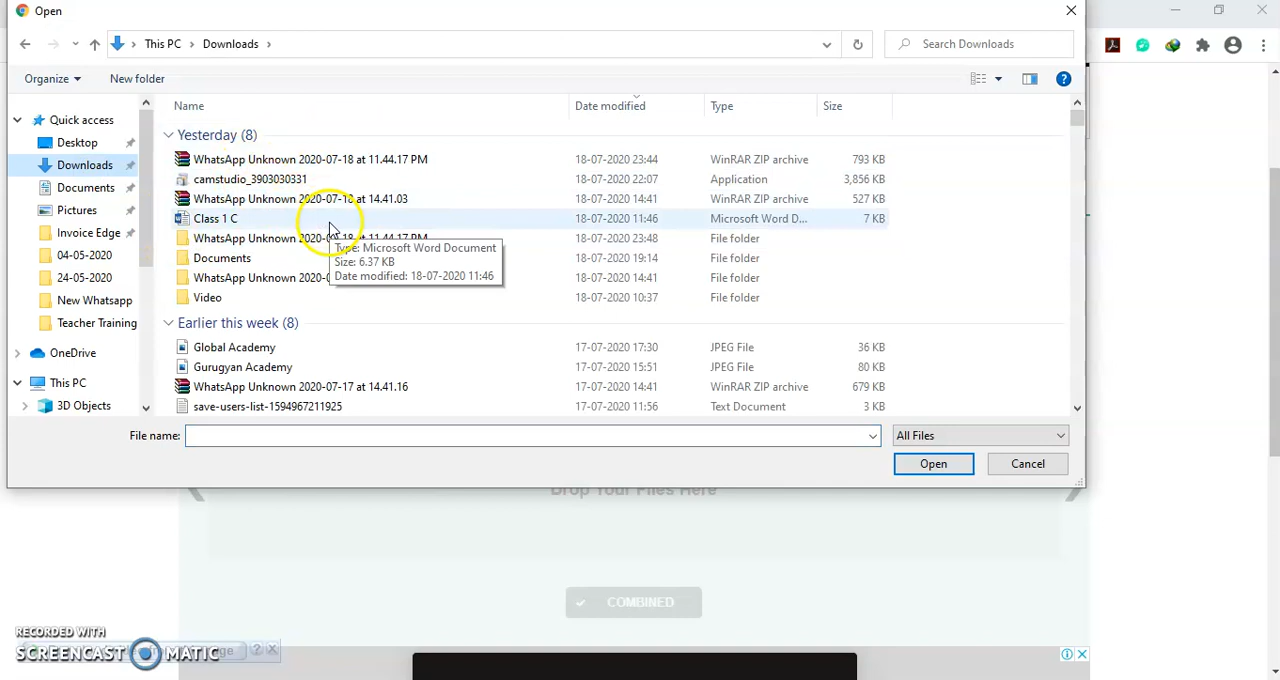 Open
This PC > Downloads >
Search Downloads
Organize New folder
Name Date modified Type Size
Quick access
Desktop
Downloads
Documents
Pictures
Invoice Edge
04-05-2020
24-05-2020
New Whatsapp
Teacher Training
OneDrive
This PC
3D Objects
Yesterday (8)
WhatsApp Unknown 2020-07-18 at 11.44.17 PM 18-07-2020 23:44 WinRAR ZIP archive 793 KB
camstudio_3903030331 18-07-2020 22:07 Application 3,856 KB
WhatsApp Unknown 2020-07-18 at 14.41.03 18-07-2020 14:41 WinRAR ZIP archive 527 KB
Class 1 C 18-07-2020 11:46 Microsoft Word D... 7 KB
WhatsApp Unknown 2020-07-18 at 11.44.17 PM 18-07-2020 23:48 File folder
Documents 18-07-2020 19:14 File folder
WhatsApp Unknown 2020-0 18-07-2020 14:41 File folder
Video 18-07-2020 10:37 File folder
Type: Microsoft Word Document
Size: 6.37 KB
Date modified: 18-07-2020 11:46
Earlier this week (8)
Global Academy 17-07-2020 17:30 JPEG File 36 KB
Gurugyan Academy 17-07-2020 15:51 JPEG File 80 KB
WhatsApp Unknown 2020-07-17 at 14.41.16 17-07-2020 14:41 WinRAR ZIP archive 679 KB
save-users-list-1594967211925 17-07-2020 11:56 Text Document 3 KB
File name: All Files
Open Cancel
Drop Your Files Here
COMBINED
RECORDED WITH
SCREENCAST MATIC